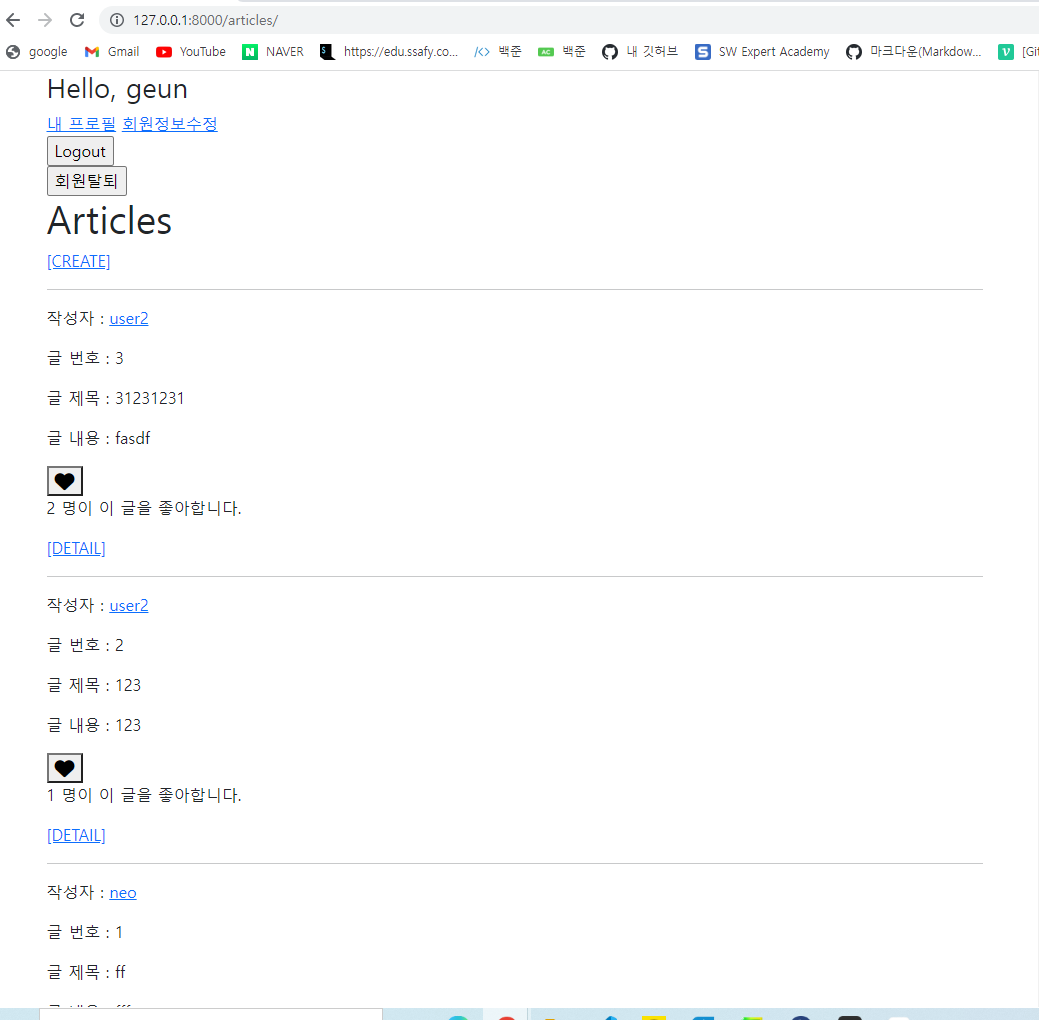 127.0.0.1:8000/articles/
google Gmail YouTube N NAVER $ https://edu.ssafy.co... </> 백준 AC 백준 내 깃허브 S SW Expert Academy 마크다운(Markdow... V [Git
Hello, geun
내 프로필 회원정보수정
Logout
회원탈퇴
Articles
[CREATE]
작성자 : user2
글 번호 : 3
글 제목 : 31231231
글 내용 : fasdf
2 명이 이 글을 좋아합니다.
[DETAIL]
작성자 : user2
글 번호 : 2
글 제목 : 123
글 내용 : 123
1 명이 이 글을 좋아합니다.
[DETAIL]
작성자 : neo
글 번호 : 1
글 제목 : ff